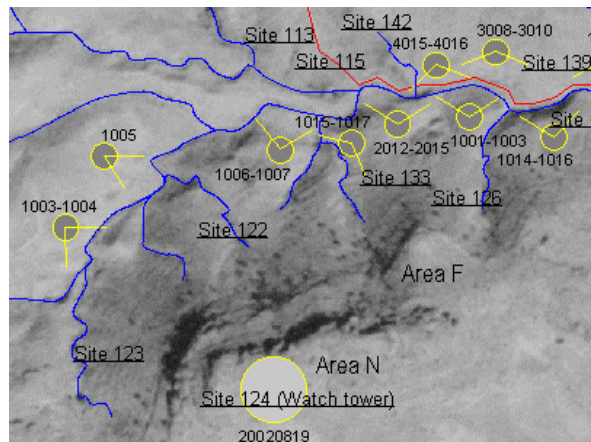 Site 142
3008-3010
Site 113
4015-4016
Site 115
Site 139
1015-1017
Site
1005
2012-2015
1001-1003
1006-1007
1014-1016
Site 133
Site 126
1003-1004
Site 122
Area F
Site 123
Area N
Site 124 (Watch tower)
20020819